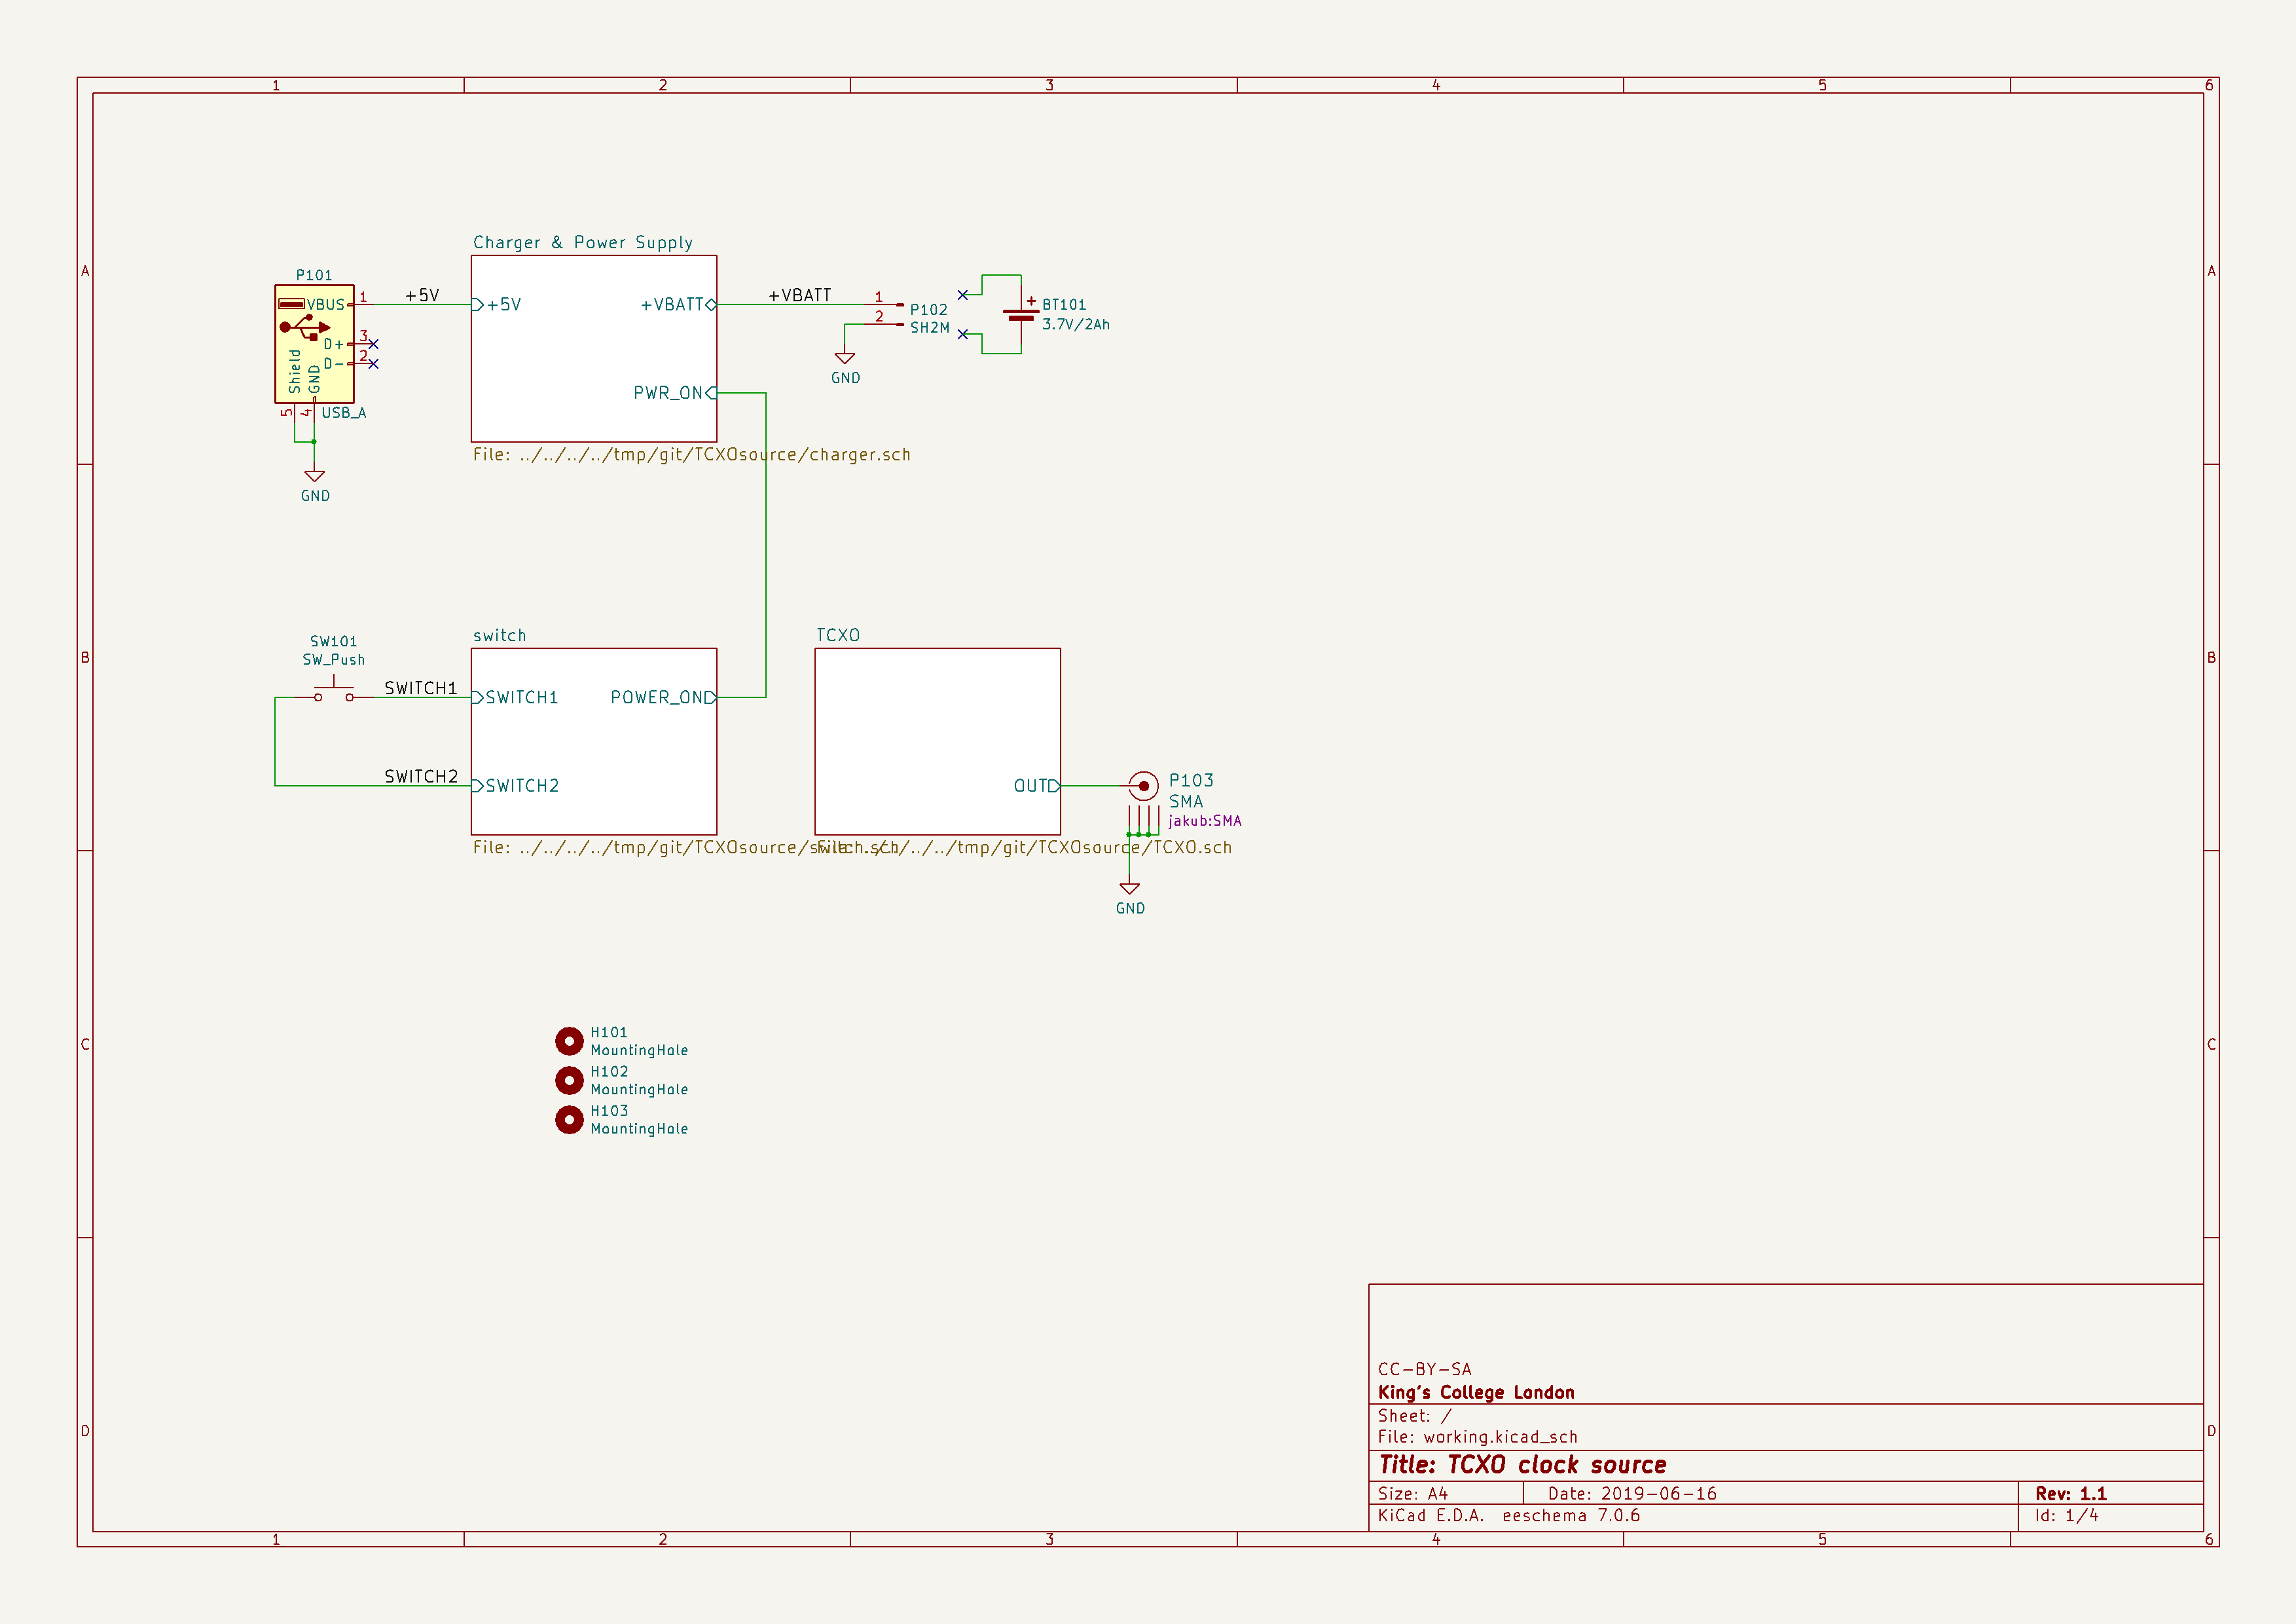 1 2 3 4 5 6
A A
B B
C C
D D
Charger & Power Supply
P101
VBUS 1
D+ 3
D- 2
Shield
GND
5 4 USB_A
GND
+5V
+5V
+VBATT
PWR_ON
File: ../../../../tmp/git/TCXOsource/charger.sch
+VBATT
1
2
P102
SH2M
GND
+
BT101
3.7V/2Ah
SW101
SW_Push
SWITCH1
SWITCH2
switch
SWITCH1
POWER_ON
SWITCH2
File: ../../../../tmp/git/TCXOsource/switch.sch
TCXO
OUT
File: ../../../../tmp/git/TCXOsource/TCXO.sch
P103
SMA
jakub:SMA
GND
H101
MountingHole
H102
MountingHole
H103
MountingHole
CC-BY-SA
King's College London
Sheet: /
File: working.kicad_sch
Title: TCXO clock source
Size: A4 Date: 2019-06-16 Rev: 1.1
KiCad E.D.A. eeschema 7.0.6 Id: 1/4
1 2 3 4 5 6